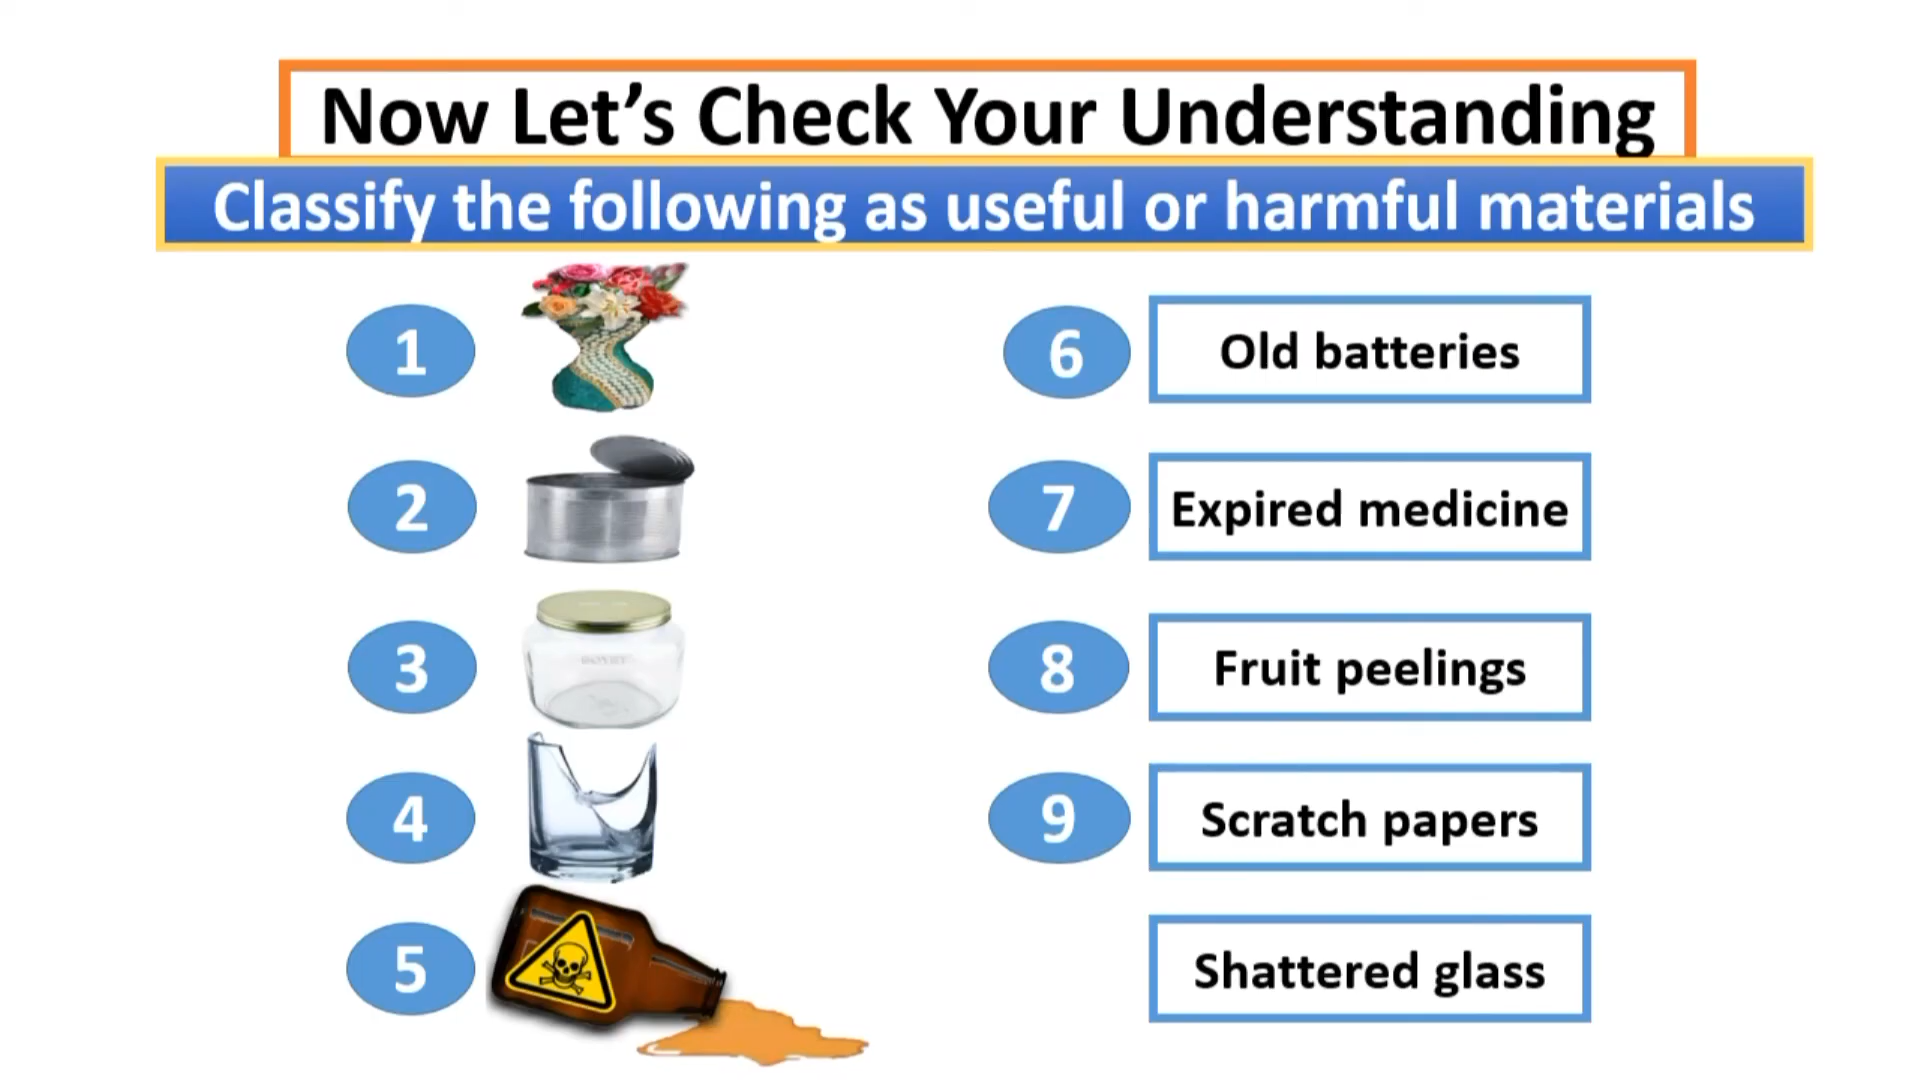 Now Let’s Check Your Understanding
Classify the following as useful or harmful materials
1
2
3
4
5
6 Old batteries
7 Expired medicine
8 Fruit peelings
9 Scratch papers
Shattered glass